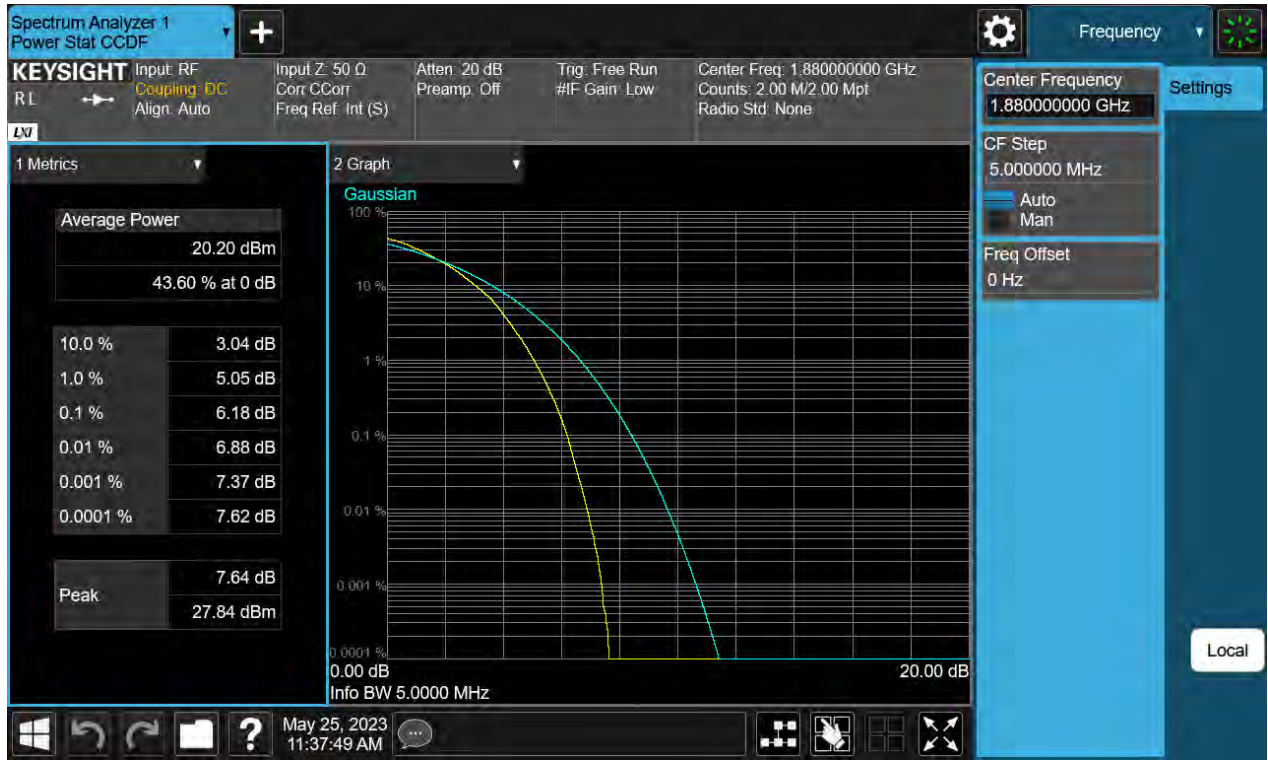 Spectrum Analyzer 1
Power Stat CCDF
+
Frequency
KEYSIGHT
RL
LXI
Input: RF
Coupling: DC
Align: Auto
Input Z: 50 Ω
Corr CCorr
Freq Ref: Int (S)
Atten: 20 dB
Preamp: Off
Trig: Free Run
#IF Gain: Low
Center Freq: 1.880000000 GHz
Counts: 2.00 M/2.00 Mpt
Radio Std: None
1 Metrics
Average Power
20.20 dBm
43.60 % at 0 dB
10.0 % 3.04 dB
1.0 % 5.05 dB
0.1 % 6.18 dB
0.01 % 6.88 dB
0.001 % 7.37 dB
0.0001 % 7.62 dB
Peak
7.64 dB
27.84 dBm
2 Graph
Gaussian
100 %
10 %
1 %
0.1 %
0.01 %
0.001 %
0.0001 %
0.00 dB 20.00 dB
Info BW 5.0000 MHz
Center Frequency
1.880000000 GHz
CF Step
5.000000 MHz
Auto
Man
Freq Offset
0 Hz
Settings
Local
?
May 25, 2023
11:37:49 AM